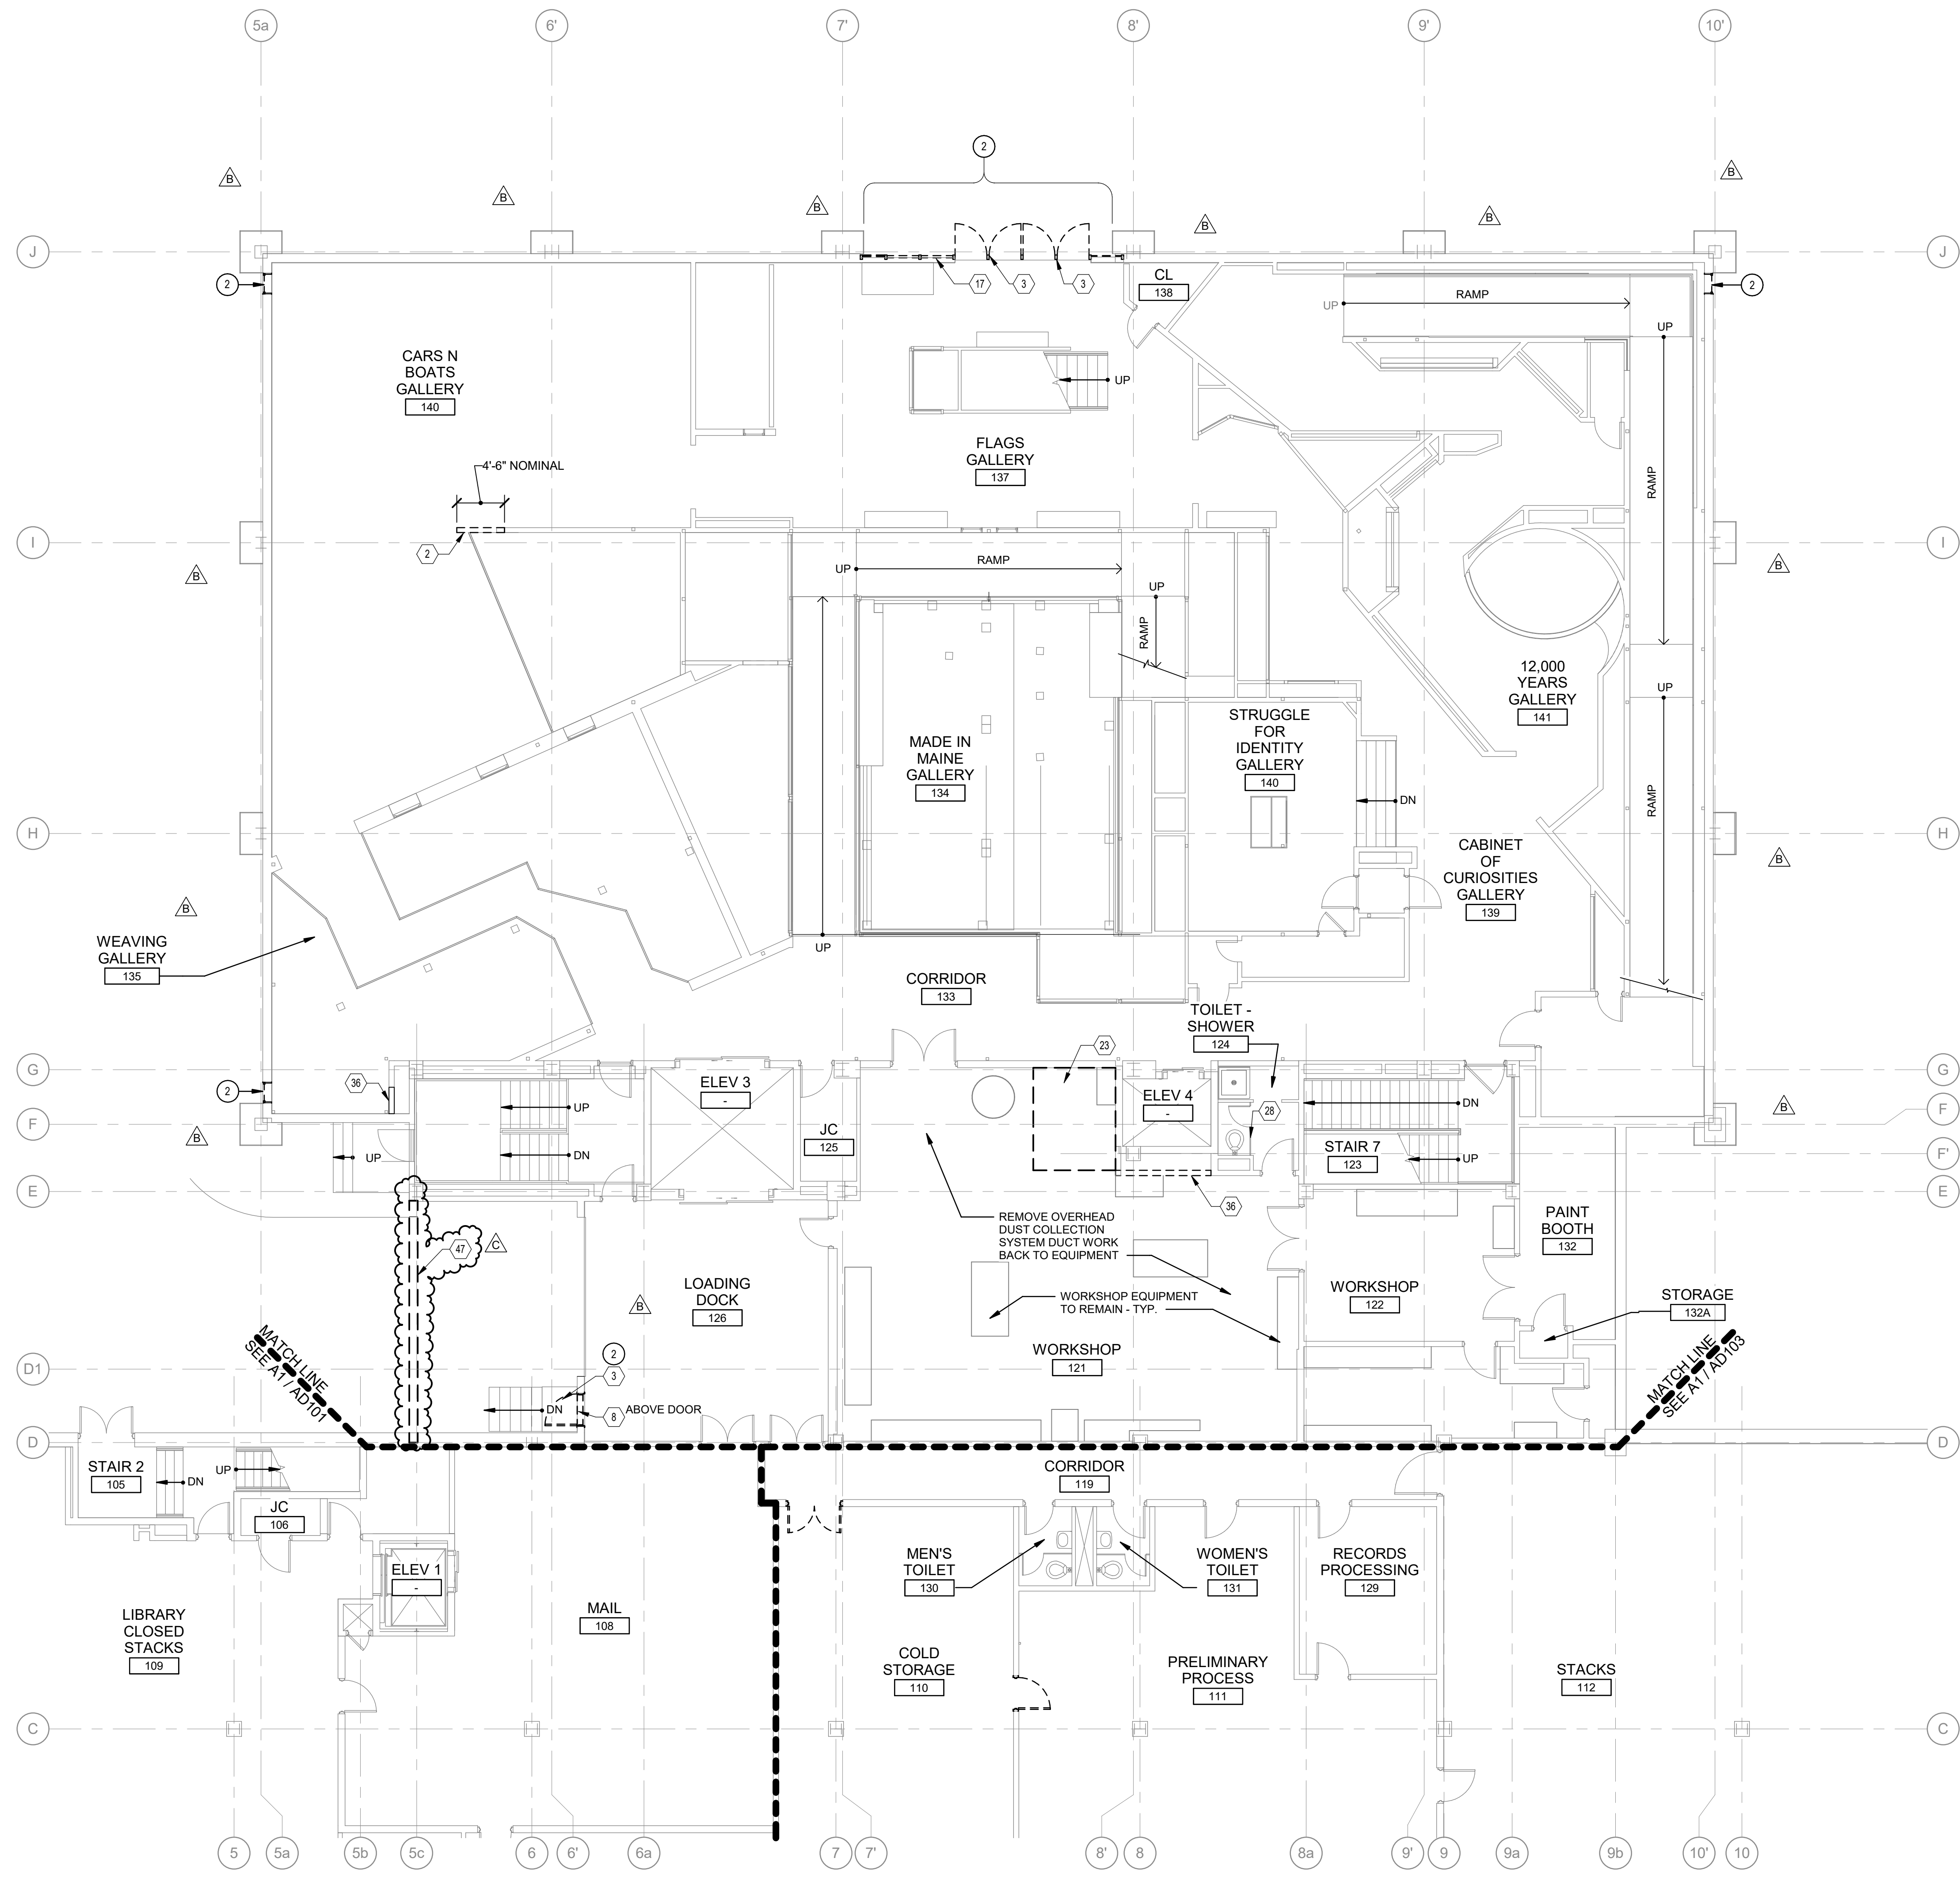 5a
6'
7'
8'
9'
10'
2
B
B
B
B
B
B
J
J
2
17
3
3
CL
138
2
UP
RAMP
UP
CARS N
BOATS
GALLERY
140
UP
FLAGS
GALLERY
137
4'-6" NOMINAL
RAMP
I
2
I
UP
RAMP
B
B
UP
RAMP
12,000
YEARS
GALLERY
141
UP
MADE IN
MAINE
GALLERY
134
STRUGGLE
FOR
IDENTITY
GALLERY
140
DN
RAMP
H
H
CABINET
OF
CURIOSITIES
GALLERY
139
B
B
WEAVING
GALLERY
135
UP
CORRIDOR
133
TOILET -
SHOWER
124
G
23
G
36
ELEV 3
-
ELEV 4
-
2
UP
DN
28
B
F
F
B
JC
125
STAIR 7
123
UP
DN
UP
F'
E
E
36
REMOVE OVERHEAD
DUST COLLECTION
SYSTEM DUCT WORK
BACK TO EQUIPMENT
PAINT
BOOTH
132
47
C
LOADING
DOCK
126
B
WORKSHOP EQUIPMENT
TO REMAIN - TYP.
WORKSHOP
122
STORAGE
132A
MATCH LINE
SEE A1 / AD101
MATCH LINE
SEE A1 / AD103
D1
2
3
WORKSHOP
121
DN
8
ABOVE DOOR
D
D
STAIR 2
105
DN
UP
JC
106
CORRIDOR
119
ELEV 1
-
MEN'S
TOILET
130
WOMEN'S
TOILET
131
RECORDS
PROCESSING
129
LIBRARY
CLOSED
STACKS
109
MAIL
108
COLD
STORAGE
110
PRELIMINARY
PROCESS
111
STACKS
112
C
C
5
5a
5b
5c
6
6'
6a
7
7'
8'
8
8a
9'
9
9a
9b
10'
10